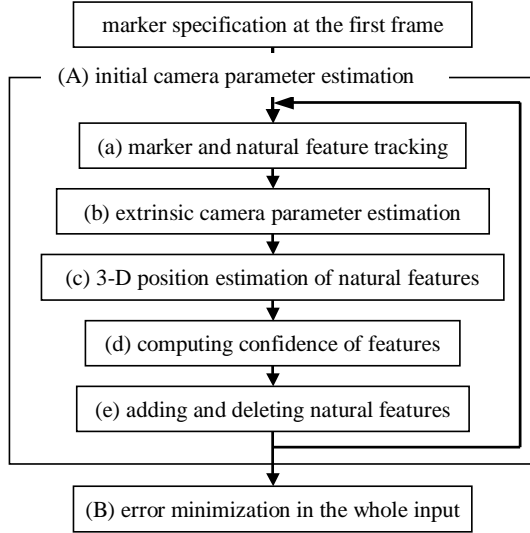 marker specification at the first frame
(A) initial camera parameter estimation
(a) marker and natural feature tracking
(b) extrinsic camera parameter estimation
(c) 3-D position estimation of natural features
(d) computing confidence of features
(e) adding and deleting natural features
(B) error minimization in the whole input